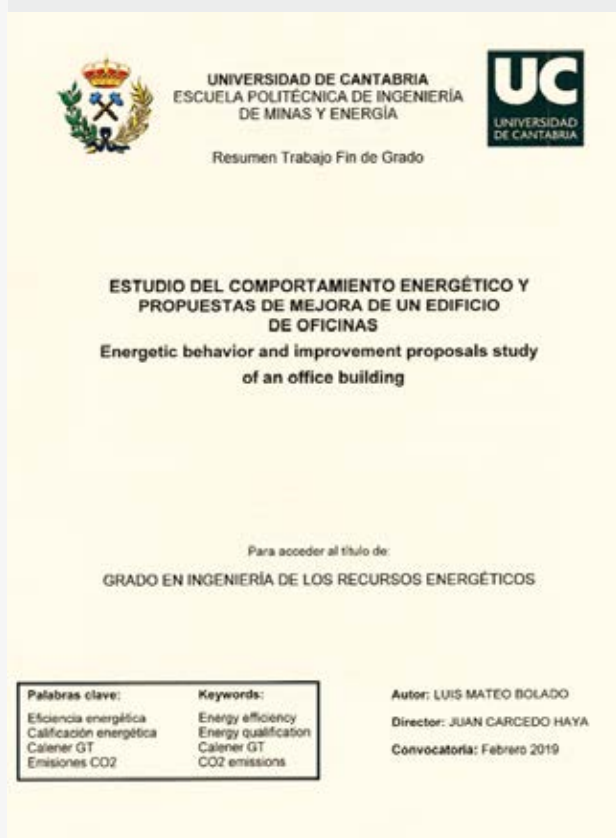 UNIVERSIDAD DE CANTABRIA
ESCUELA POLITÉCNICA DE INGENIERÍA
DE MINAS Y ENERGÍA
Resumen Trabajo Fin de Grado
UC
UNIVERSIDAD
DE CANTABRIA
ESTUDIO DEL COMPORTAMIENTO ENERGÉTICO Y
PROPUESTAS DE MEJORA DE UN EDIFICIO
DE OFICINAS
Energetic behavior and improvement proposals study
of an office building
Para acceder al título de:
GRADO EN INGENIERÍA DE LOS RECURSOS ENERGÉTICOS
Palabras clave:
Eficiencia energética
Calificación energética
Calener GT
Emisiones CO2
Keywords:
Energy efficiency
Energy qualification
Calener GT
CO2 emissions
Autor: LUIS MATEO BOLADO
Director: JUAN CARCEDO HAYA
Convocatoria: Febrero 2019